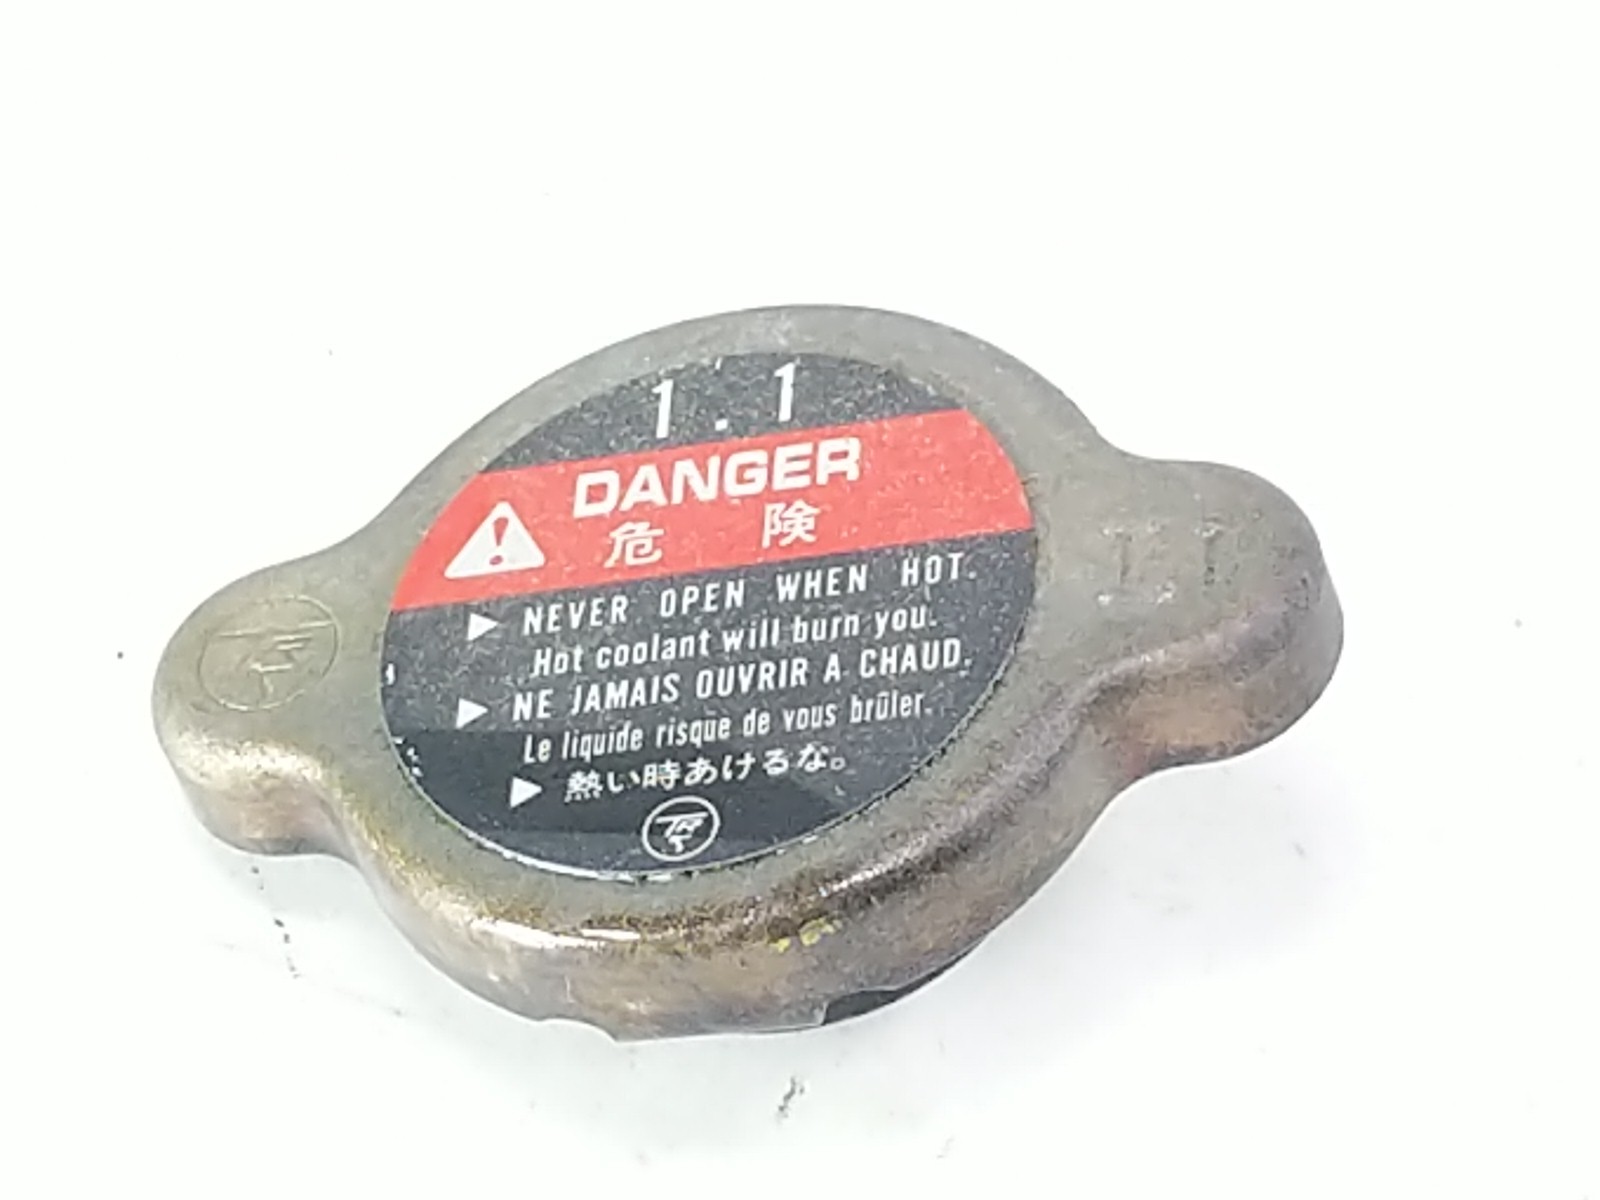 1.1
DANGER
危 険
NEVER OPEN WHEN HOT.
Hot coolant will burn you.
NE JAMAIS OUVRIR A CHAUD.
Le liquide risque de vous brûler.
熱い時あけるな。